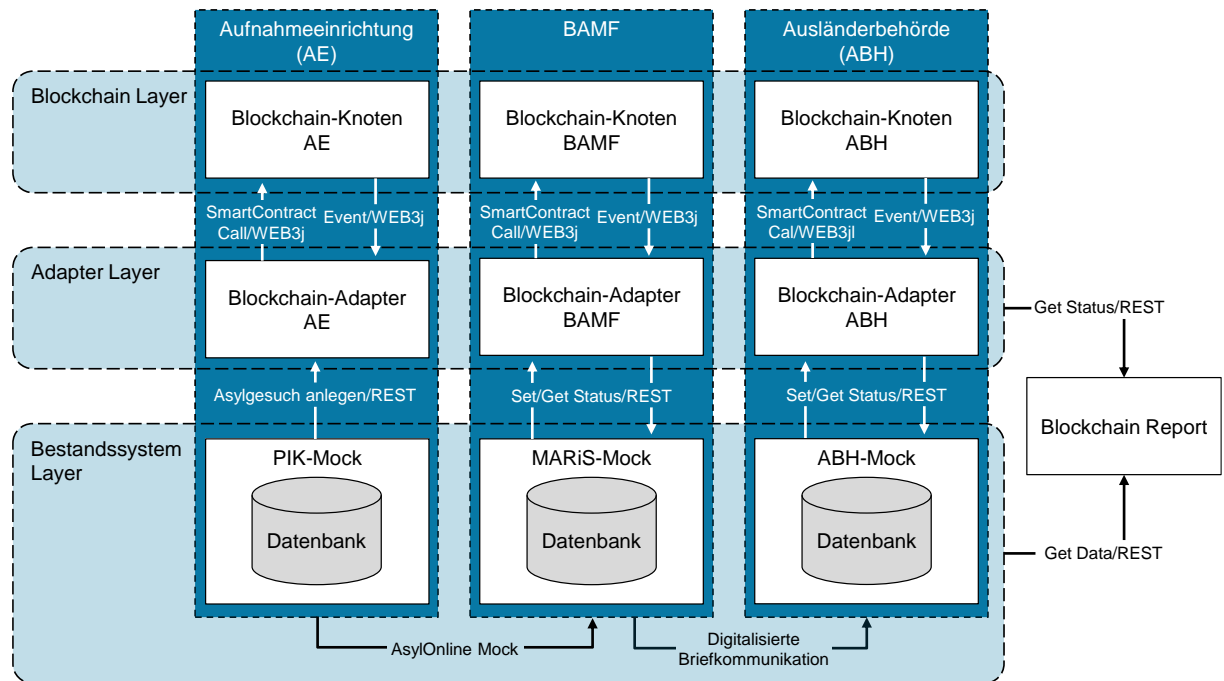 Aufnahmeeinrichtung
(AE)
BAMF
Ausländerbehörde
(ABH)
Blockchain Layer
Blockchain-Knoten
AE
Blockchain-Knoten
BAMF
Blockchain-Knoten
ABH
SmartContract
Call/WEB3j
Event/WEB3j
SmartContract
Call/WEB3j
Event/WEB3j
SmartContract
Cal/WEB3jl
Event/WEB3j
Adapter Layer
Blockchain-Adapter
AE
Blockchain-Adapter
BAMF
Blockchain-Adapter
ABH
Get Status/REST
Asylgesuch anlegen/REST
Set/Get Status/REST
Set/Get Status/REST
Blockchain Report
Bestandssystem
Layer
PIK-Mock
Datenbank
MARiS-Mock
Datenbank
ABH-Mock
Datenbank
Get Data/REST
AsylOnline Mock
Digitalisierte
Briefkommunikation